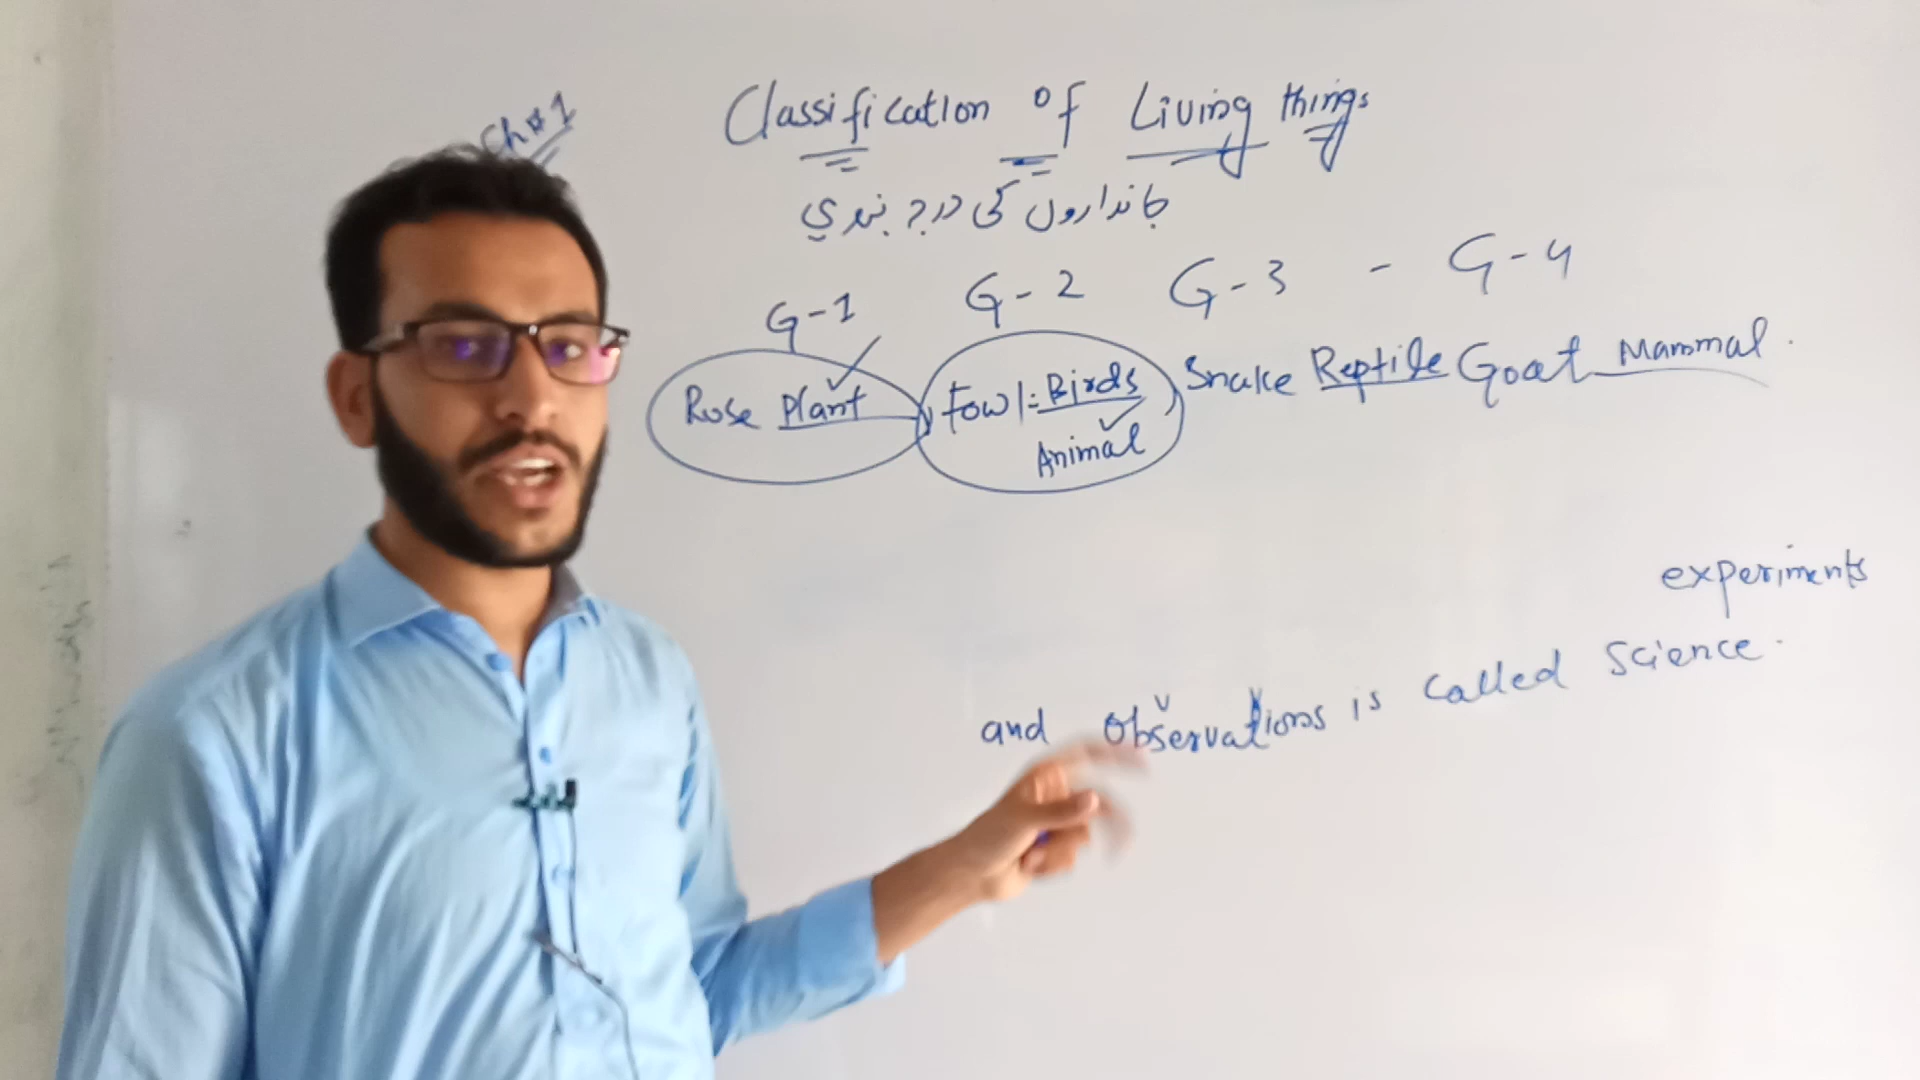 Ch # 1
Classification of Living things
جانداروں کی درجہ بندی
G-1 G-2 G-3 - G-4
Rose Plant, Fowl: Birds, Snake Reptile Goat Mammal.
Animal
experiments
and Observations is called Science.